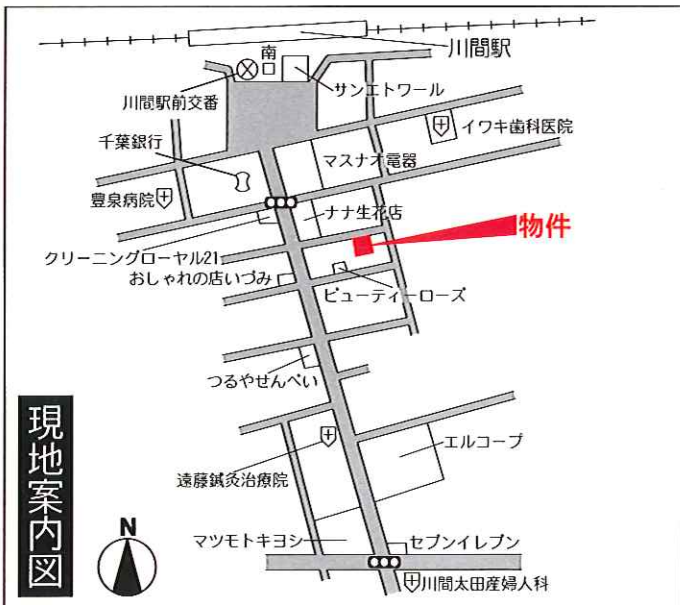 川間駅
南口
サンエトワール
川間駅前交番
イワキ歯科医院
千葉銀行
マスナオ電器
豊泉病院
ナナ生花店
物件
クリーニングローヤル21
おしゃれの店いづみ
ビューティーローズ
つるやせんべい
エルコープ
遠藤鍼灸治療院
現地案内図
N
マツモトキヨシ
セブンイレブン
川間太田産婦人科